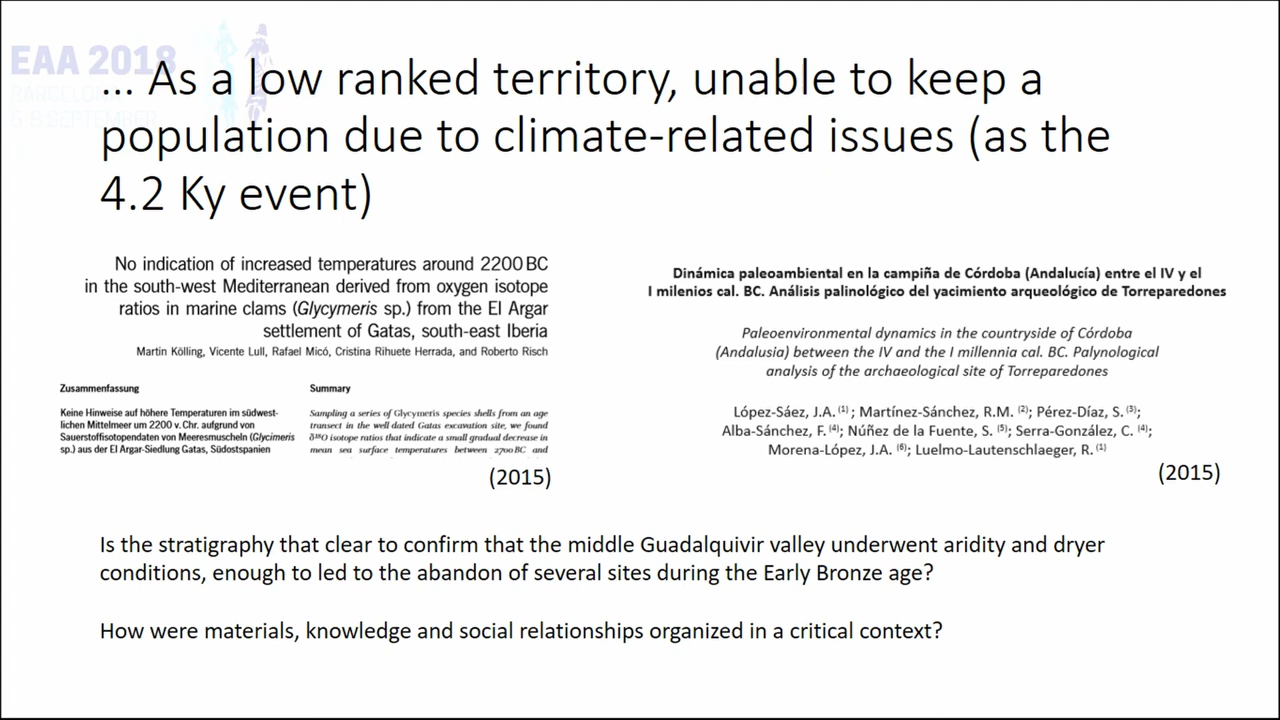 EAA 2018
BARCELONA
5-8 SEPTEMBER
... As a low ranked territory, unable to keep a
population due to climate-related issues (as the
4.2 Ky event)
No indication of increased temperatures around 2200 BC
in the south-west Mediterranean derived from oxygen isotope
ratios in marine clams (Glycymeris sp.) from the El Argar
settlement of Gatas, south-east Iberia
Martin Kölling, Vicente Lull, Rafael Micó, Cristina Rihuete Herrada, and Roberto Risch
Zusammenfassung
Keine Hinweise auf höhere Temperaturen im südwest-
lichen Mittelmeer um 2200 v. Chr. aufgrund von
Sauerstoffisotopendaten von Meeresmuscheln (Glycimeris
sp.) aus der El Argar-Siedlung Gatas, Südostspanien
Summary
Sampling a series of Glycymeris species shells from an age
transect in the well dated Gatas excavation site, we found
δ¹⁸O isotope ratios that indicate a small gradual decrease in
mean sea surface temperatures between 2700 BC and
(2015)
Dinámica paleoambiental en la campiña de Córdoba (Andalucía) entre el IV y el
I milenios cal. BC. Análisis palinológico del yacimiento arqueológico de Torreparedones
Paleoenvironmental dynamics in the countryside of Córdoba
(Andalusia) between the IV and the I millennia cal. BC. Palynological
analysis of the archaeological site of Torreparedones
López-Sáez, J.A. (1) ; Martínez-Sánchez, R.M. (2); Pérez-Díaz, S. (3);
Alba-Sánchez, F. (4); Núñez de la Fuente, S. (5); Serra-González, C. (4);
Morena-López, J.A. (6); Luelmo-Lautenschlaeger, R. (1)
(2015)
Is the stratigraphy that clear to confirm that the middle Guadalquivir valley underwent aridity and dryer
conditions, enough to led to the abandon of several sites during the Early Bronze age?
How were materials, knowledge and social relationships organized in a critical context?